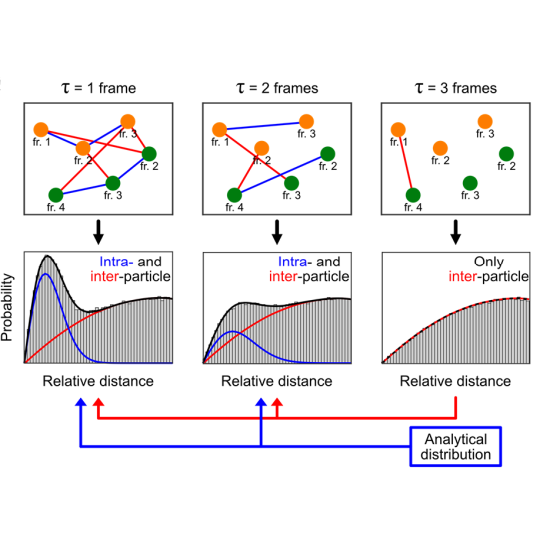 τ = 1 frame
τ = 2 frames
τ = 3 frames
fr. 1
fr. 2
fr. 3
fr. 2
fr. 3
fr. 4
fr. 1
fr. 2
fr. 3
fr. 2
fr. 3
fr. 4
fr. 1
fr. 2
fr. 3
fr. 2
fr. 3
fr. 4
Probability
Intra- and
inter-particle
Intra- and
inter-particle
Only
inter-particle
Relative distance
Relative distance
Relative distance
Analytical
distribution